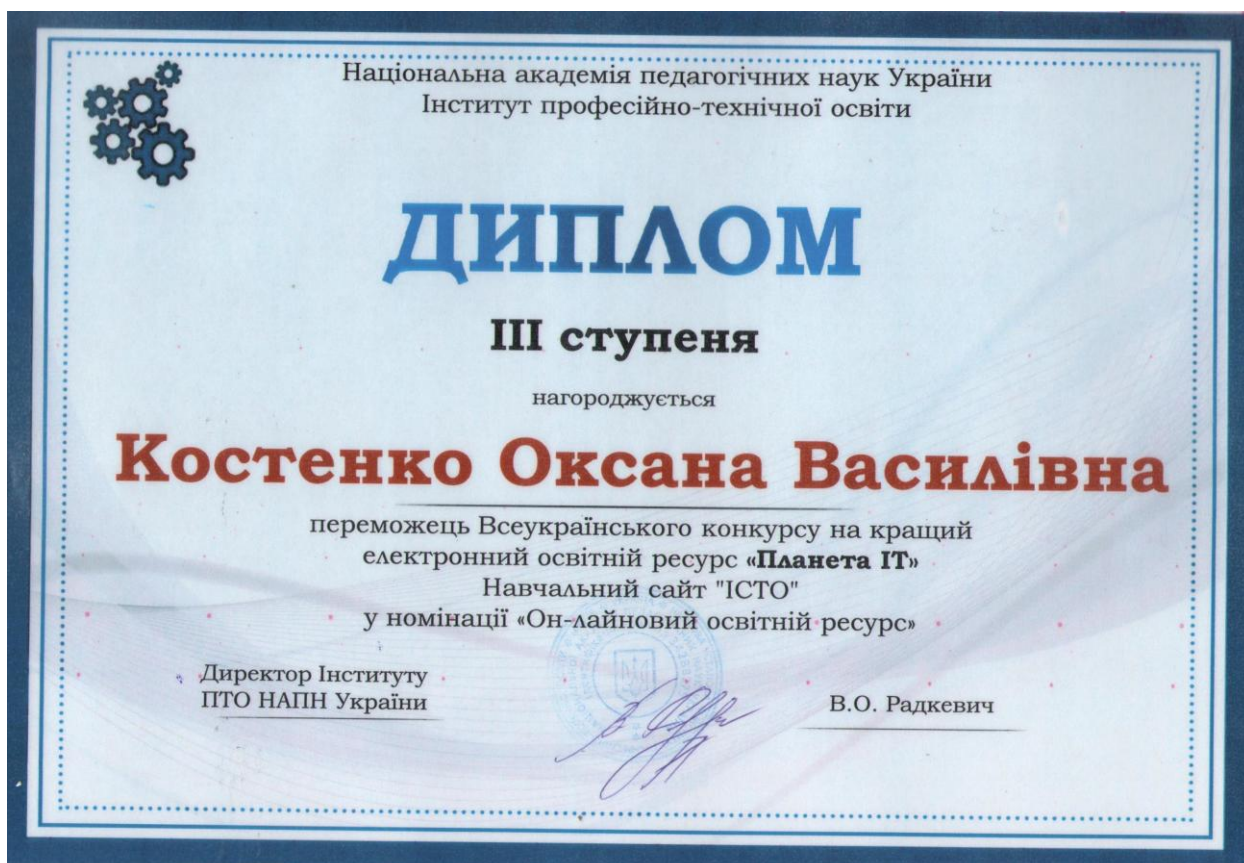 Національна академія педагогічних наук України
Інститут професійно-технічної освіти
ДИПЛОМ
ІІІ ступеня
нагороджується
Костенко Оксана Василівна
переможець Всеукраїнського конкурсу на кращий
електронний освітній ресурс «Планета ІТ»
Навчальний сайт "ІСТО"
у номінації «Он-лайновий освітній ресурс»
Директор Інституту
ПТО НАПН України
В.О. Радкевич